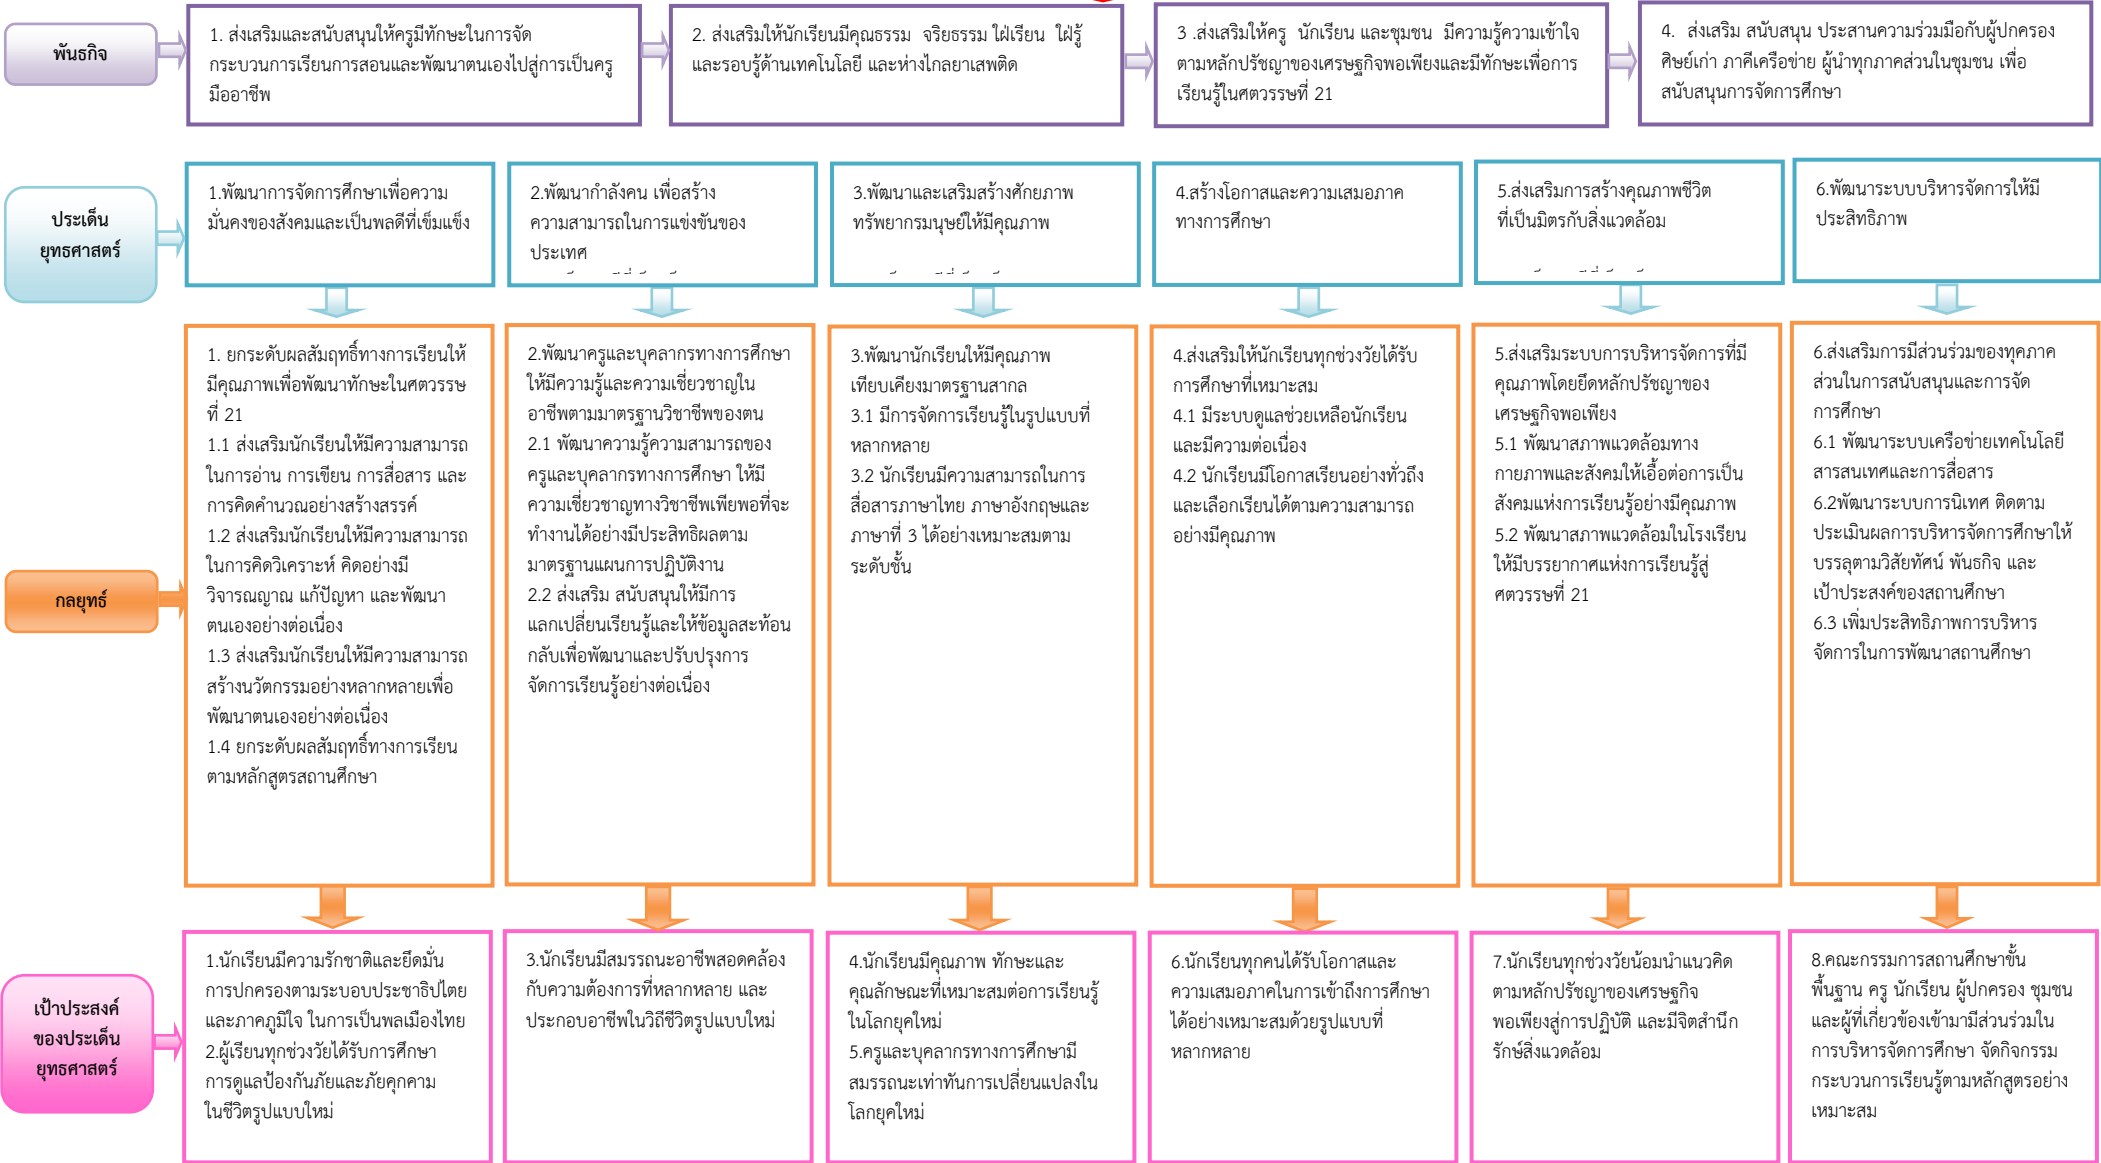 พันธกิจ
1. ส่งเสริมและสนับสนุนให้ครูมีทักษะในการจัด
กระบวนการเรียนการสอนและพัฒนาตนเองไปสู่การเป็นครู
มืออาชีพ
2. ส่งเสริมให้นักเรียนมีคุณธรรม จริยธรรม ใฝ่เรียน ใฝ่รู้
และรอบรู้ด้านเทคโนโลยี และห่างไกลยาเสพติด
3 .ส่งเสริมให้ครู นักเรียน และชุมชน มีความรู้ความเข้าใจ
ตามหลักปรัชญาของเศรษฐกิจพอเพียงและมีทักษะเพื่อการ
เรียนรู้ในศตวรรษที่ 21
4. ส่งเสริม สนับสนุน ประสานความร่วมมือกับผู้ปกครอง
ศิษย์เก่า ภาคีเครือข่าย ผู้นำทุกภาคส่วนในชุมชน เพื่อ
สนับสนุนการจัดการศึกษา
ประเด็น
ยุทธศาสตร์
1.พัฒนาการจัดการศึกษาเพื่อความ
มั่นคงของสังคมและเป็นพลดีที่เข็มแข็ง
2.พัฒนากำลังคน เพื่อสร้าง
ความสามารถในการแข่งขันของ
ประเทศ
3.พัฒนาและเสริมสร้างศักยภาพ
ทรัพยากรมนุษย์ให้มีคุณภาพ
4.สร้างโอกาสและความเสมอภาค
ทางการศึกษา
5.ส่งเสริมการสร้างคุณภาพชีวิต
ที่เป็นมิตรกับสิ่งแวดล้อม
6.พัฒนาระบบบริหารจัดการให้มี
ประสิทธิภาพ
กลยุทธ์
1. ยกระดับผลสัมฤทธิ์ทางการเรียนให้
มีคุณภาพเพื่อพัฒนาทักษะในศตวรรษ
ที่ 21
1.1 ส่งเสริมนักเรียนให้มีความสามารถ
ในการอ่าน การเขียน การสื่อสาร และ
การคิดคำนวณอย่างสร้างสรรค์
1.2 ส่งเสริมนักเรียนให้มีความสามารถ
ในการคิดวิเคราะห์ คิดอย่างมี
วิจารณญาณ แก้ปัญหา และพัฒนา
ตนเองอย่างต่อเนื่อง
1.3 ส่งเสริมนักเรียนให้มีความสามารถ
สร้างนวัตกรรมอย่างหลากหลายเพื่อ
พัฒนาตนเองอย่างต่อเนื่อง
1.4 ยกระดับผลสัมฤทธิ์ทางการเรียน
ตามหลักสูตรสถานศึกษา
2.พัฒนาครูและบุคลากรทางการศึกษา
ให้มีความรู้และความเชี่ยวชาญใน
อาชีพตามมาตรฐานวิชาชีพของตน
2.1 พัฒนาความรู้ความสามารถของ
ครูและบุคลากรทางการศึกษา ให้มี
ความเชี่ยวชาญทางวิชาชีพเพียพอที่จะ
ทำงานได้อย่างมีประสิทธิผลตาม
มาตรฐานแผนการปฏิบัติงาน
2.2 ส่งเสริม สนับสนุนให้มีการ
แลกเปลี่ยนเรียนรู้และให้ข้อมูลสะท้อน
กลับเพื่อพัฒนาและปรับปรุงการ
จัดการเรียนรู้อย่างต่อเนื่อง
3.พัฒนานักเรียนให้มีคุณภาพ
เทียบเคียงมาตรฐานสากล
3.1 มีการจัดการเรียนรู้ในรูปแบบที่
หลากหลาย
3.2 นักเรียนมีความสามารถในการ
สื่อสารภาษาไทย ภาษาอังกฤษและ
ภาษาที่ 3 ได้อย่างเหมาะสมตาม
ระดับชั้น
4.ส่งเสริมให้นักเรียนทุกช่วงวัยได้รับ
การศึกษาที่เหมาะสม
4.1 มีระบบดูแลช่วยเหลือนักเรียน
และมีความต่อเนื่อง
4.2 นักเรียนมีโอกาสเรียนอย่างทั่วถึง
และเลือกเรียนได้ตามความสามารถ
อย่างมีคุณภาพ
5.ส่งเสริมระบบการบริหารจัดการที่มี
คุณภาพโดยยึดหลักปรัชญาของ
เศรษฐกิจพอเพียง
5.1 พัฒนาสภาพแวดล้อมทาง
กายภาพและสังคมให้เอื้อต่อการเป็น
สังคมแห่งการเรียนรู้อย่างมีคุณภาพ
5.2 พัฒนาสภาพแวดล้อมในโรงเรียน
ให้มีบรรยากาศแห่งการเรียนรู้สู่
ศตวรรษที่ 21
6.ส่งเสริมการมีส่วนร่วมของทุคภาค
ส่วนในการสนับสนุนและการจัด
การศึกษา
6.1 พัฒนาระบบเครือข่ายเทคโนโลยี
สารสนเทศและการสื่อสาร
6.2พัฒนาระบบการนิเทศ ติดตาม
ประเมินผลการบริหารจัดการศึกษาให้
บรรลุตามวิสัยทัศน์ พันธกิจ และ
เป้าประสงค์ของสถานศึกษา
6.3 เพิ่มประสิทธิภาพการบริหาร
จัดการในการพัฒนาสถานศึกษา
เป้าประสงค์
ของประเด็น
ยุทธศาสตร์
1.นักเรียนมีความรักชาติและยึดมั่น
การปกครองตามระบอบประชาธิปไตย
และภาคภูมิใจ ในการเป็นพลเมืองไทย
2.ผู้เรียนทุกช่วงวัยได้รับการศึกษา
การดูแลป้องกันภัยและภัยคุกคาม
ในชีวิตรูปแบบใหม่
3.นักเรียนมีสมรรถนะอาชีพสอดคล้อง
กับความต้องการที่หลากหลาย และ
ประกอบอาชีพในวิถีชีวิตรูปแบบใหม่
4.นักเรียนมีคุณภาพ ทักษะและ
คุณลักษณะที่เหมาะสมต่อการเรียนรู้
ในโลกยุคใหม่
5.ครูและบุคลากรทางการศึกษามี
สมรรถนะเท่าทันการเปลี่ยนแปลงใน
โลกยุคใหม่
6.นักเรียนทุกคนได้รับโอกาสและ
ความเสมอภาคในการเข้าถึงการศึกษา
ได้อย่างเหมาะสมด้วยรูปแบบที่
หลากหลาย
7.นักเรียนทุกช่วงวัยน้อมนำแนวคิด
ตามหลักปรัชญาของเศรษฐกิจ
พอเพียงสู่การปฏิบัติ และมีจิตสำนึก
รักษ์สิ่งแวดล้อม
8.คณะกรรมการสถานศึกษาขั้น
พื้นฐาน ครู นักเรียน ผู้ปกครอง ชุมชน
และผู้ที่เกี่ยวข้องเข้ามามีส่วนร่วมใน
การบริหารจัดการศึกษา จัดกิจกรรม
กระบวนการเรียนรู้ตามหลักสูตรอย่าง
เหมาะสม